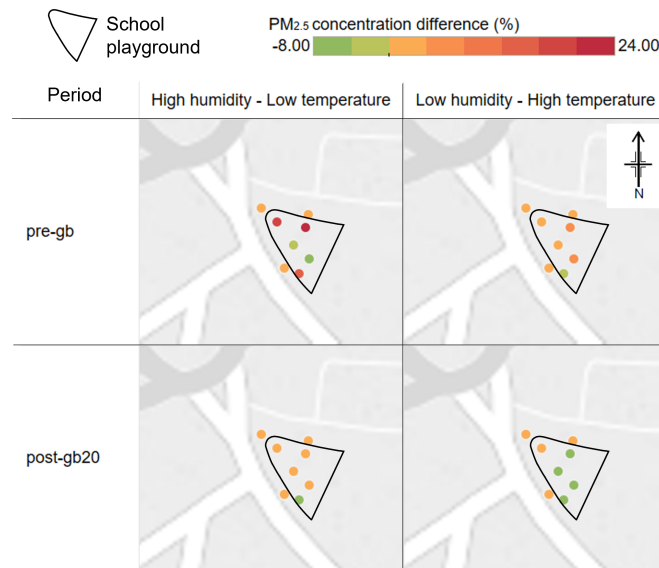 School
playground
PM2.5 concentration difference (%)
-8.00
24.00
Period
High humidity - Low temperature
Low humidity - High temperature
N
pre-gb
post-gb20